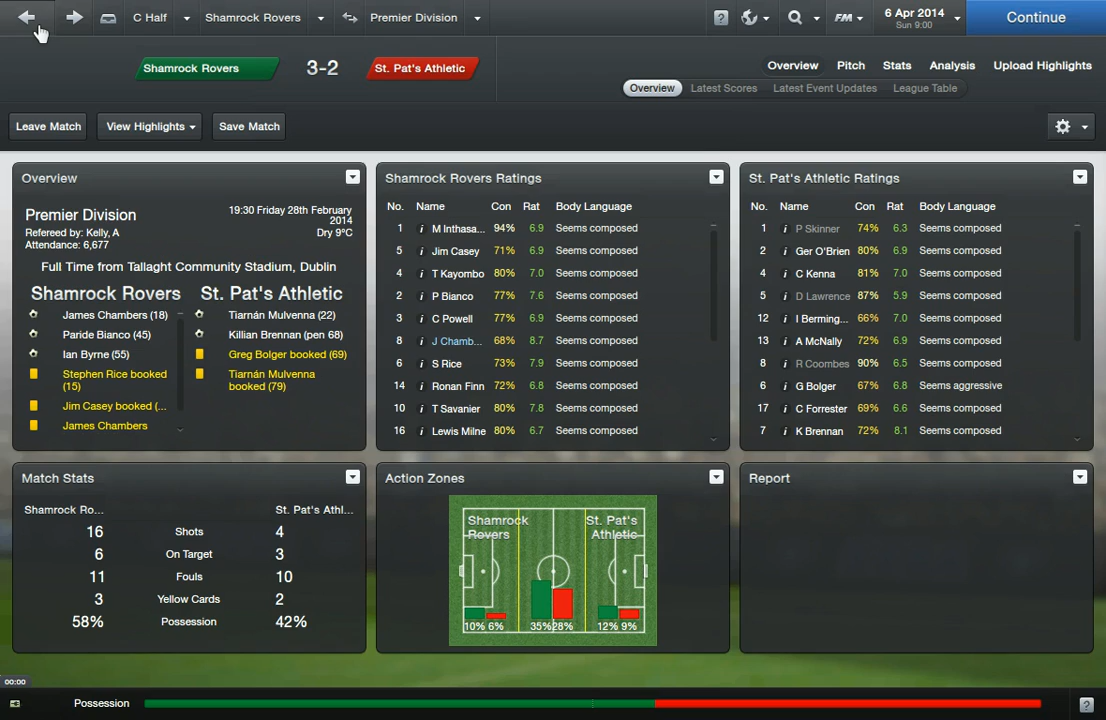 C Half Shamrock Rovers Premier Division ? FM 6 Apr 2014 Continue
Sun 9:00
Shamrock Rovers 3-2 St. Pat's Athletic
Overview Pitch Stats Analysis Upload Highlights
Overview Latest Scores Latest Event Updates League Table
Leave Match View Highlights Save Match
Overview
Premier Division
Refereed by: Kelly, A
Attendance: 6,677
19:30 Friday 28th February
2014
Dry 9ºC
Full Time from Tallaght Community Stadium, Dublin
Shamrock Rovers St. Pat's Athletic
James Chambers (18) Tiarnán Mulvenna (22)
Paride Bianco (45) Killian Brennan (pen 68)
Ian Byrne (55) Greg Bolger booked (69)
Stephen Rice booked
(15)
Tiarnán Mulvenna
booked (79)
Jim Casey booked (...
James Chambers
Shamrock Rovers Ratings
No. Name Con Rat Body Language
1 i M Inthasa... 94% 6.9 Seems composed
5 i Jim Casey 71% 6.9 Seems composed
4 i T Kayombo 80% 7.0 Seems composed
2 i P Bianco 77% 7.6 Seems composed
3 i C Powell 77% 6.9 Seems composed
8 i J Chamb... 68% 8.7 Seems composed
6 i S Rice 73% 7.9 Seems composed
14 i Ronan Finn 72% 6.8 Seems composed
10 i T Savanier 80% 7.8 Seems composed
16 i Lewis Milne 80% 6.7 Seems composed
St. Pat's Athletic Ratings
No. Name Con Rat Body Language
1 i P Skinner 74% 6.3 Seems composed
2 i Ger O'Brien 80% 6.9 Seems composed
4 i C Kenna 81% 7.0 Seems composed
5 i D Lawrence 87% 5.9 Seems composed
12 i I Berming... 66% 7.0 Seems composed
13 i A McNally 72% 6.9 Seems composed
8 i R Coombes 90% 6.5 Seems composed
6 i G Bolger 67% 6.8 Seems aggressive
17 i C Forrester 69% 6.6 Seems composed
7 i K Brennan 72% 8.1 Seems composed
Match Stats
Shamrock Ro... St. Pat's Athl...
16 Shots 4
6 On Target 3
11 Fouls 10
3 Yellow Cards 2
58% Possession 42%
Action Zones
Shamrock
Rovers
St. Pat's
Athletic
10% 6% 35% 28% 12% 9%
Report
00:00
Possession ?